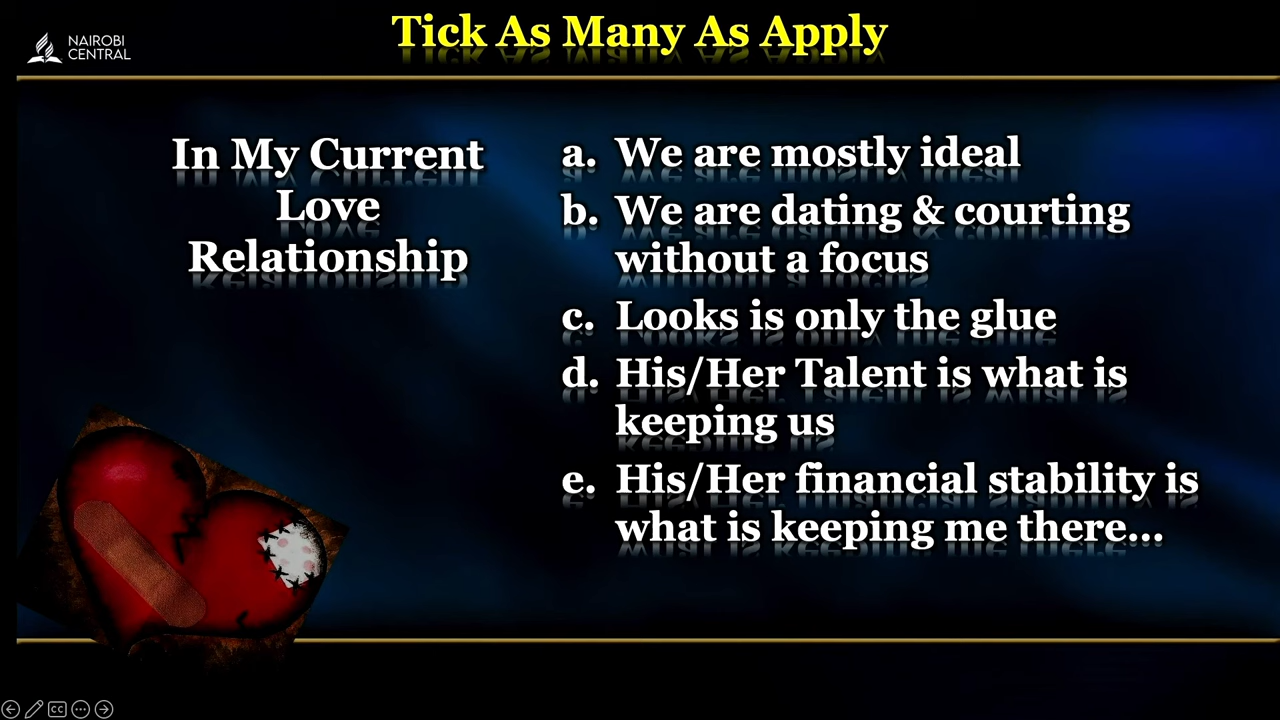 Tick As Many As Apply
NAIROBI
CENTRAL
In My Current
Love
Relationship
a. We are mostly ideal
b. We are dating & courting
without a focus
c. Looks is only the glue
d. His/Her Talent is what is
keeping us
e. His/Her financial stability is
what is keeping me there...
CC